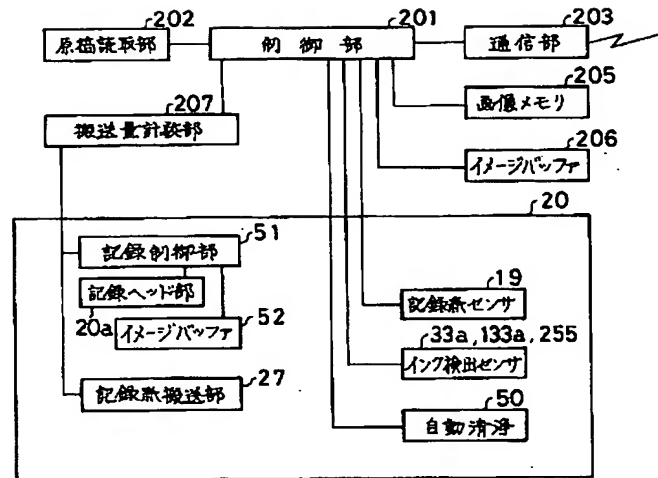 202 201 203
原稿読取部 制御部 通信部
205
207 画像メモリ
搬送量計数部 206
イメージバッファ
20
51
記録制御部 19
記録ヘッド部 記録紙センサ
20a 52 33a, 133a, 255
イメージバッファ インク検出センサ
27 50
記録紙搬送部 自動清浄